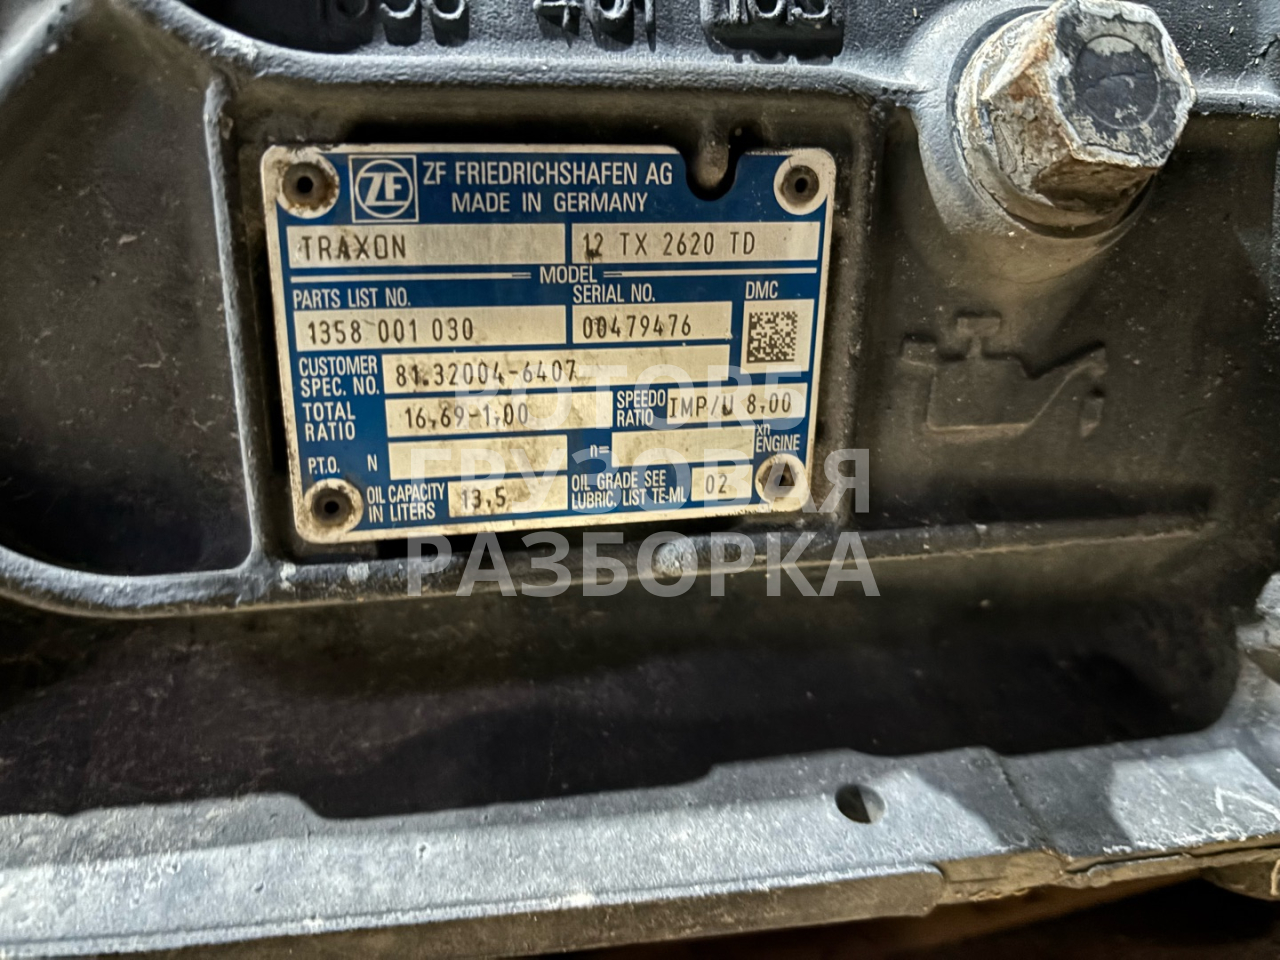 ZF FRIEDRICHSHAFEN AG
MADE IN GERMANY
TRAXON 12 TX 2620 TD
MODEL
PARTS LIST NO. SERIAL NO. DMC
1358 001 030 00479476
CUSTOMER SPEC. NO. 81.32004-6407
TOTAL RATIO 16,69-1,00 SPEEDO RATIO IMP/U 8,00
P.T.O. N n= xn ENGINE
OIL CAPACITY IN LITERS 13,5 OIL GRADE SEE LUBRIC. LIST TE-ML 02
РОТОР5
ГРУЗОВАЯ
РАЗБОРКА